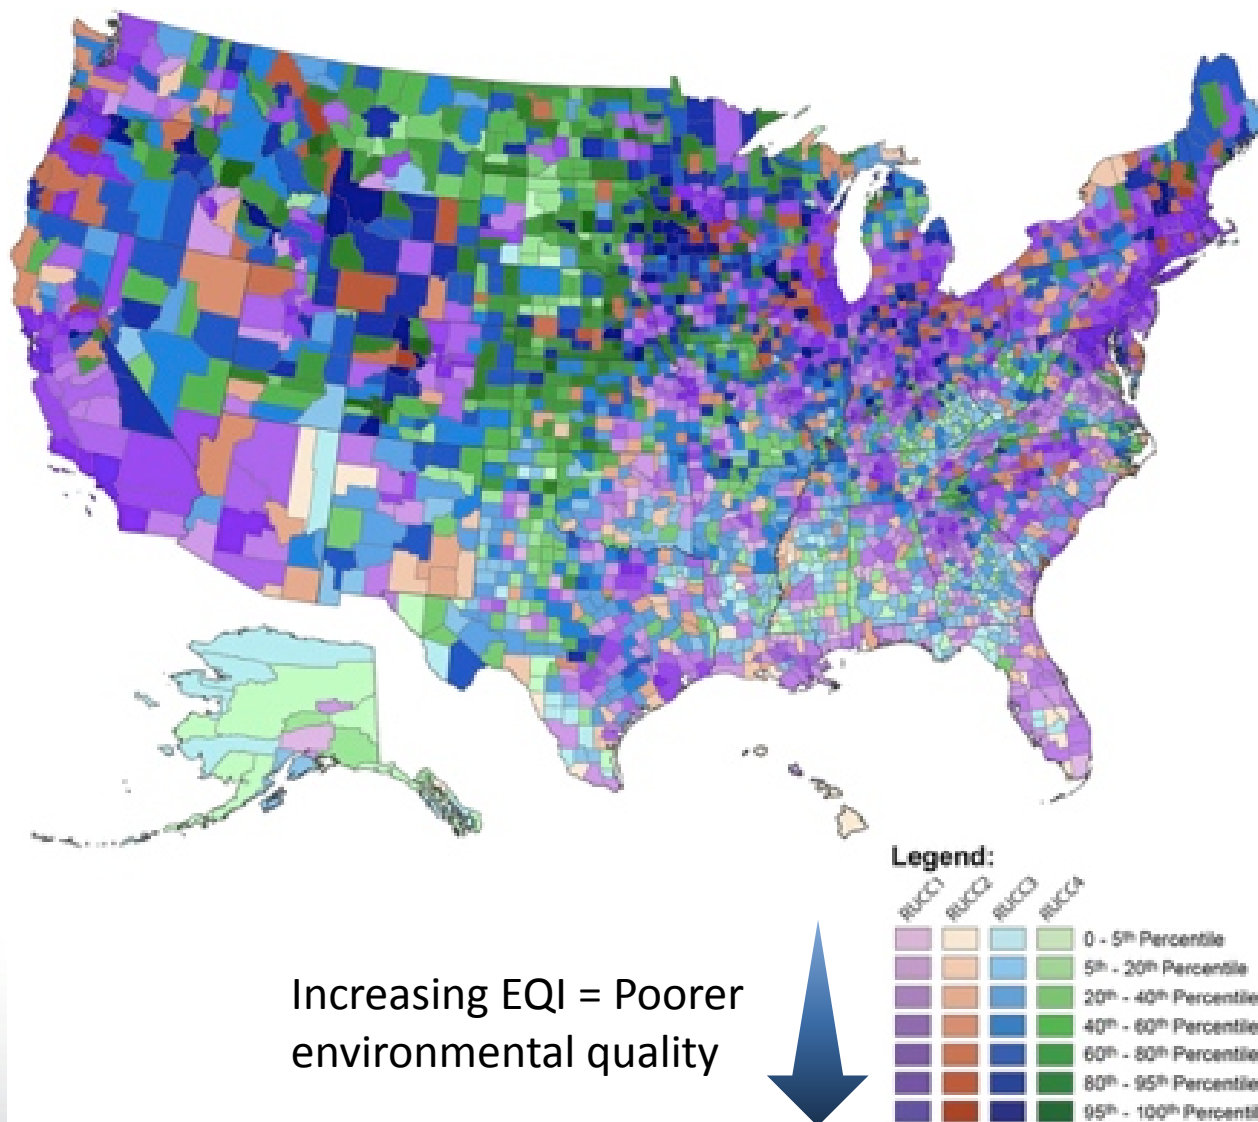 Legend:
RUCC1 RUCC2 RUCC3 RUCC4
0 - 5th Percentile
5th - 20th Percentile
20th - 40th Percentile
40th - 60th Percentile
60th - 80th Percentile
80th - 95th Percentile
95th - 100th Percentil
Increasing EQI = Poorer
environmental quality